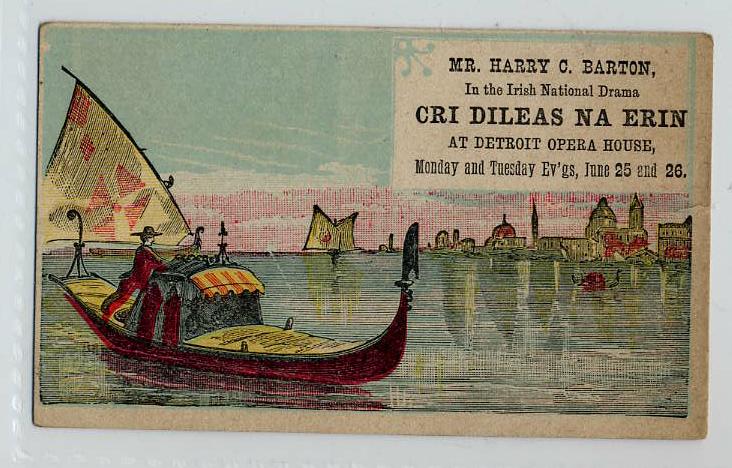 MR. HARRY C. BARTON,
In the Irish National Drama
CRI DILEAS NA ERIN
AT DETROIT OPERA HOUSE,
Monday and Tuesday Ev'gs, June 25 and 26.